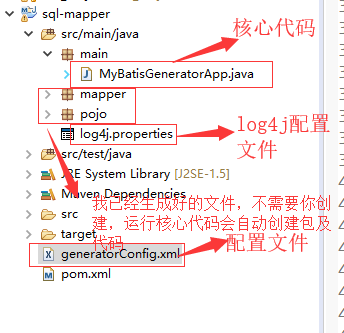 sql-mapper
src/main/java
核心代码
main
MyBatisGeneratorApp.java
mapper
pojo
log4j配置
文件
log4j.properties
src/test/java
JRE System Library [J2SE-1.5]
Maven Dependencies
我已经生成好的文件，不需要你创
建，运行核心代码会自动创建包及
代码
src
target
generatorConfig.xml
配置文件
pom.xml